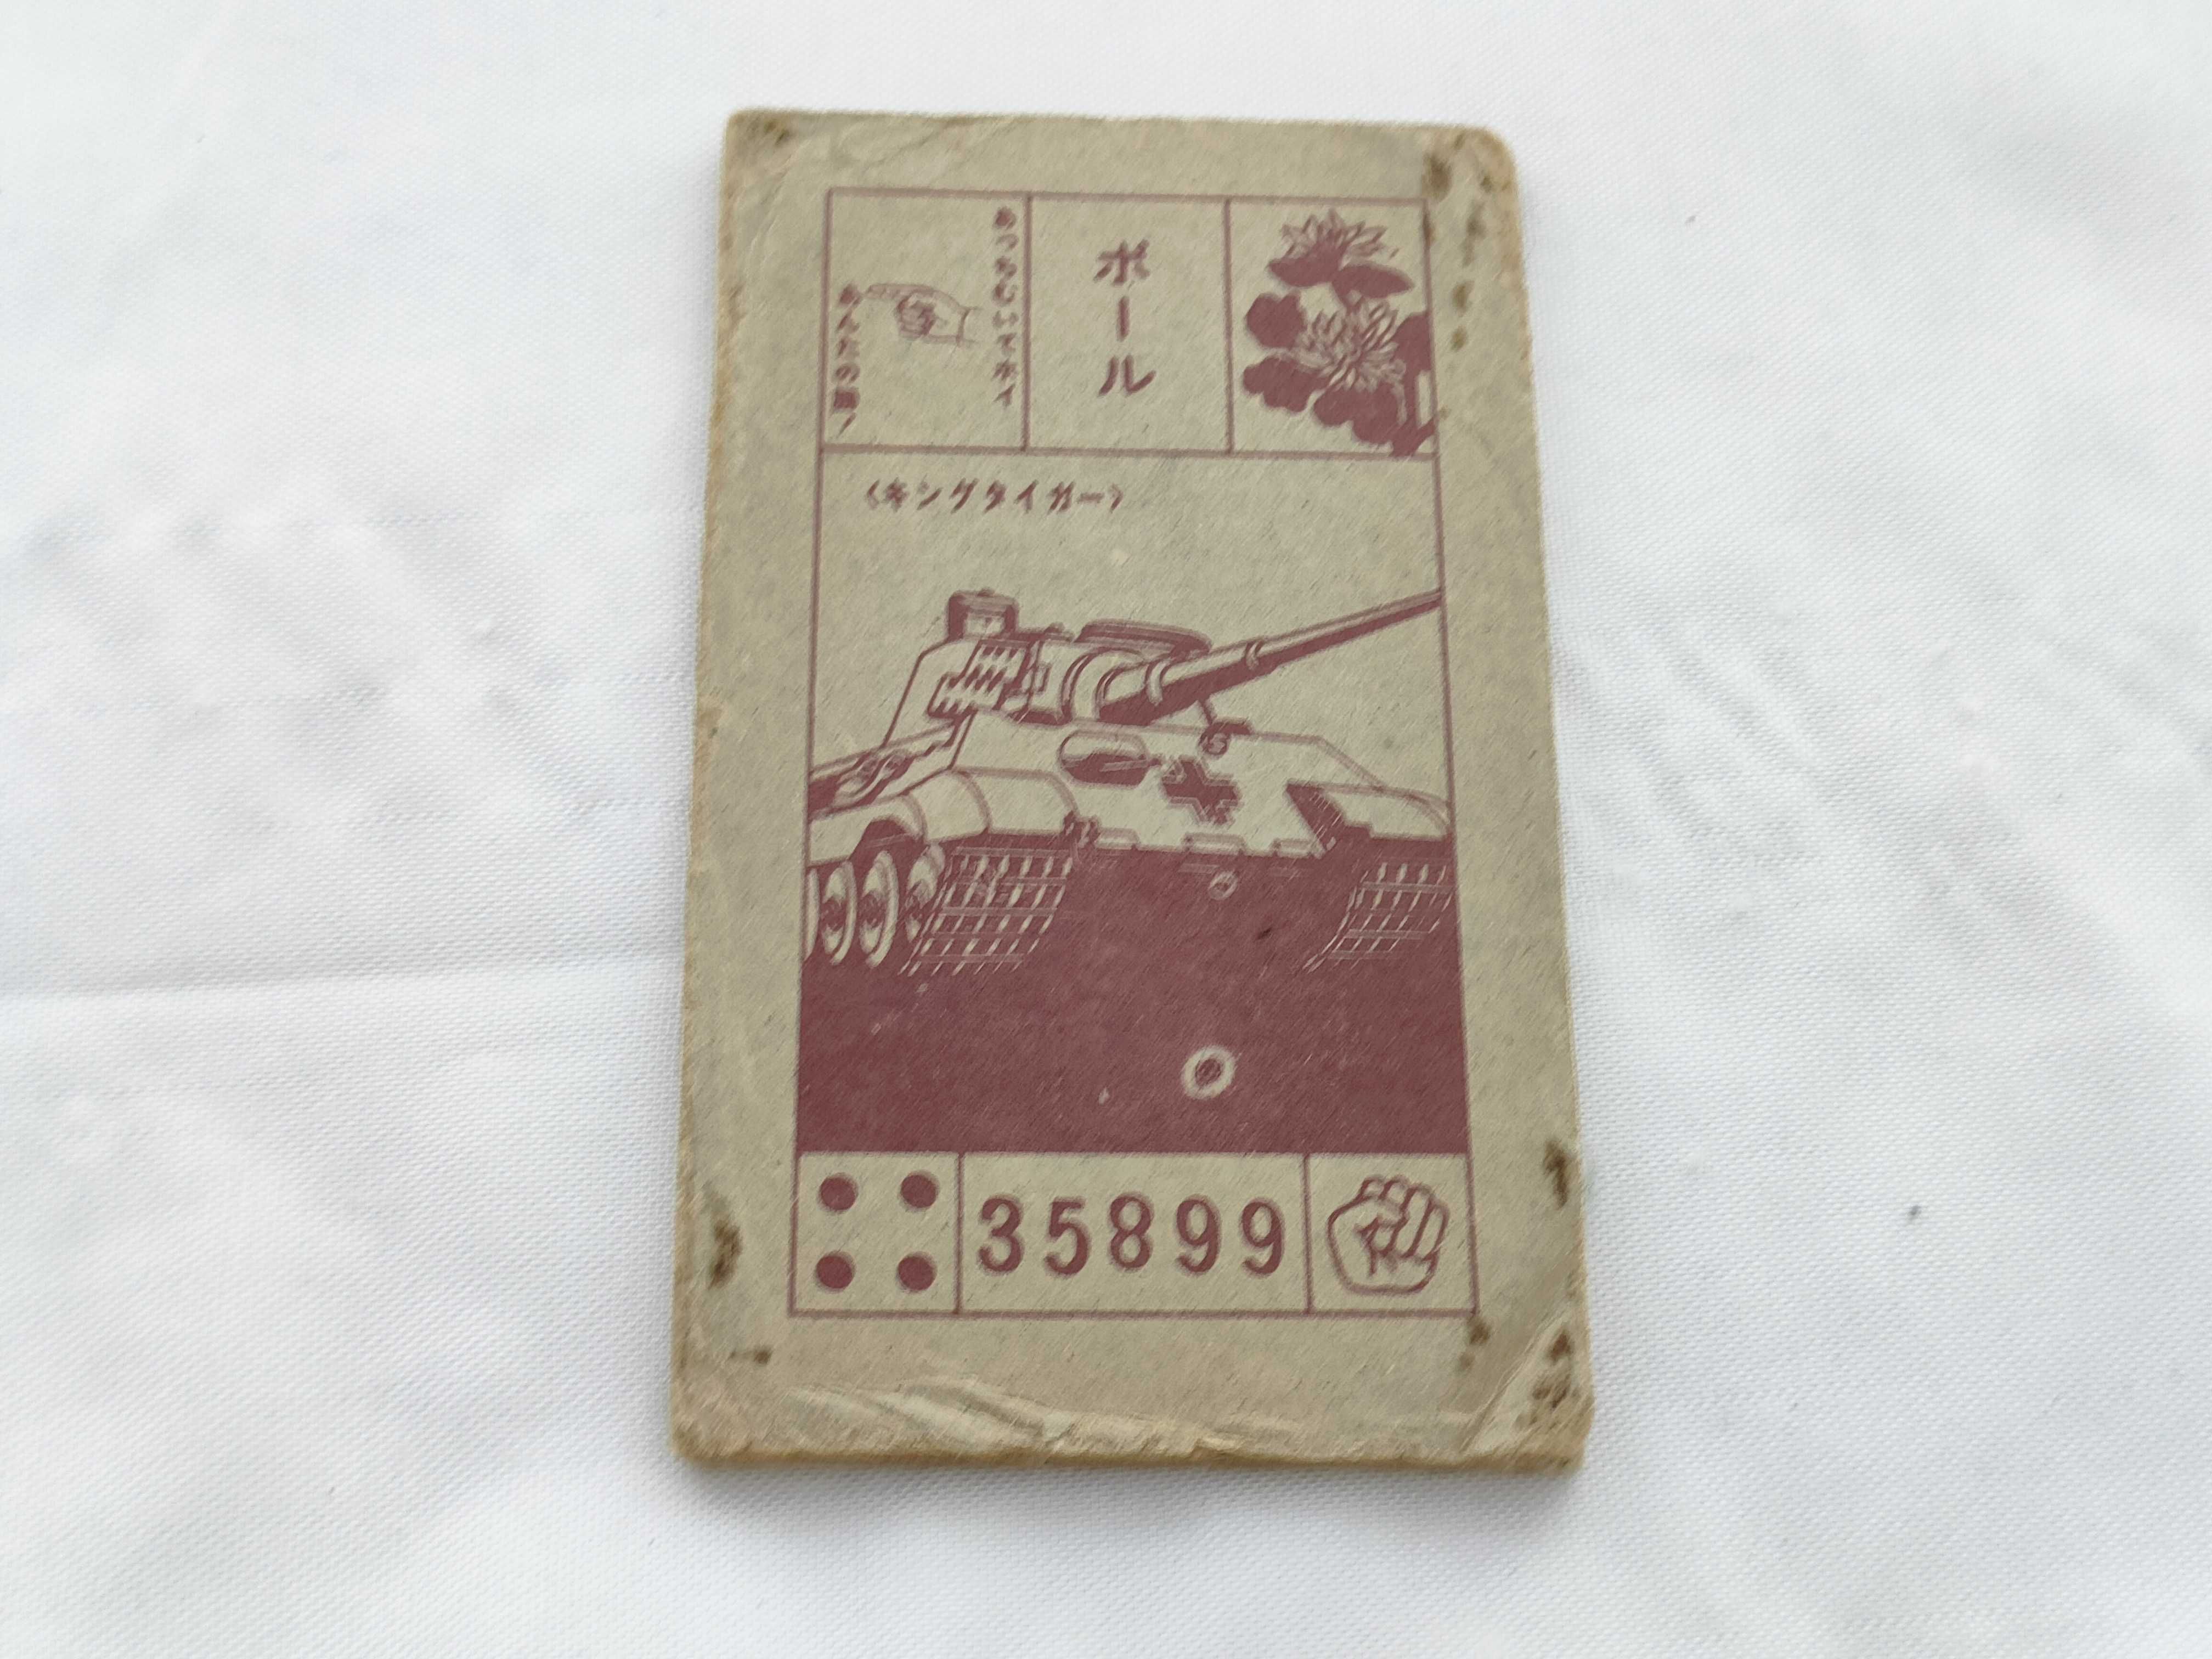 あっちむいてホイ
あんたの闘!
ボール
〈キングタイガー〉
35899